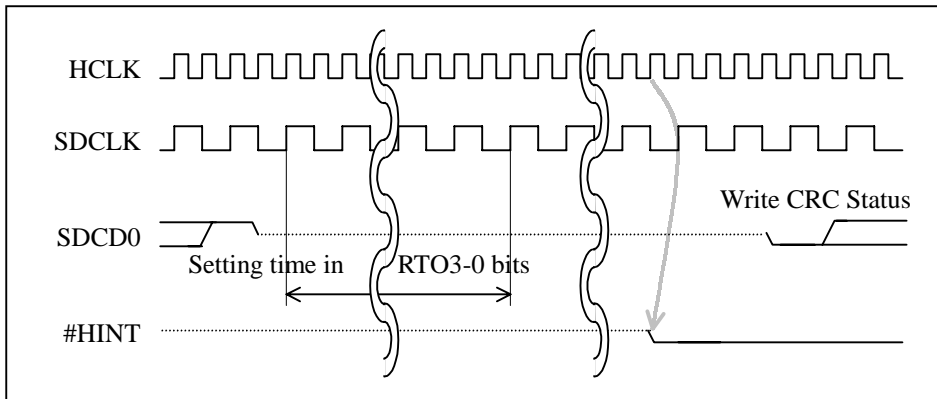 HCLK
SDCLK
Write CRC Status
SDCD0
Setting time in RTO3-0 bits
#HINT